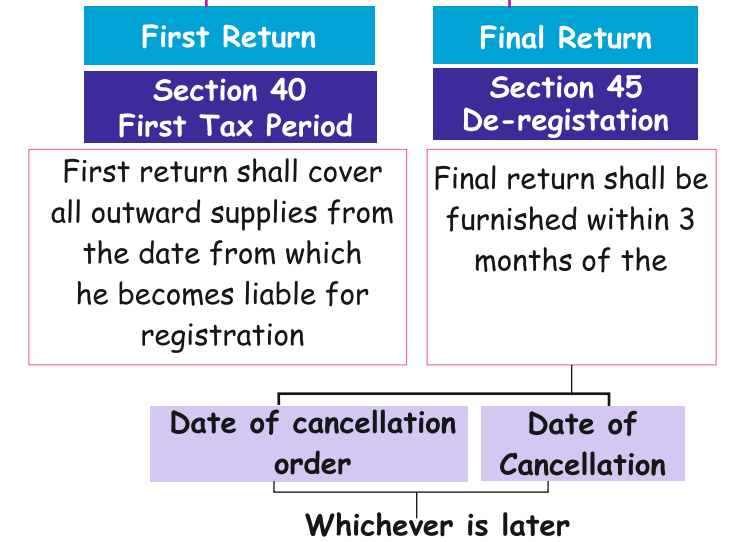 First Return
Section 40
First Tax Period
First return shall cover
all outward supplies from
the date from which
he becomes liable for
registration
Final Return
Section 45
De-registation
Final return shall be
furnished within 3
months of the
Date of cancellation
order
Date of
Cancellation
Whichever is later